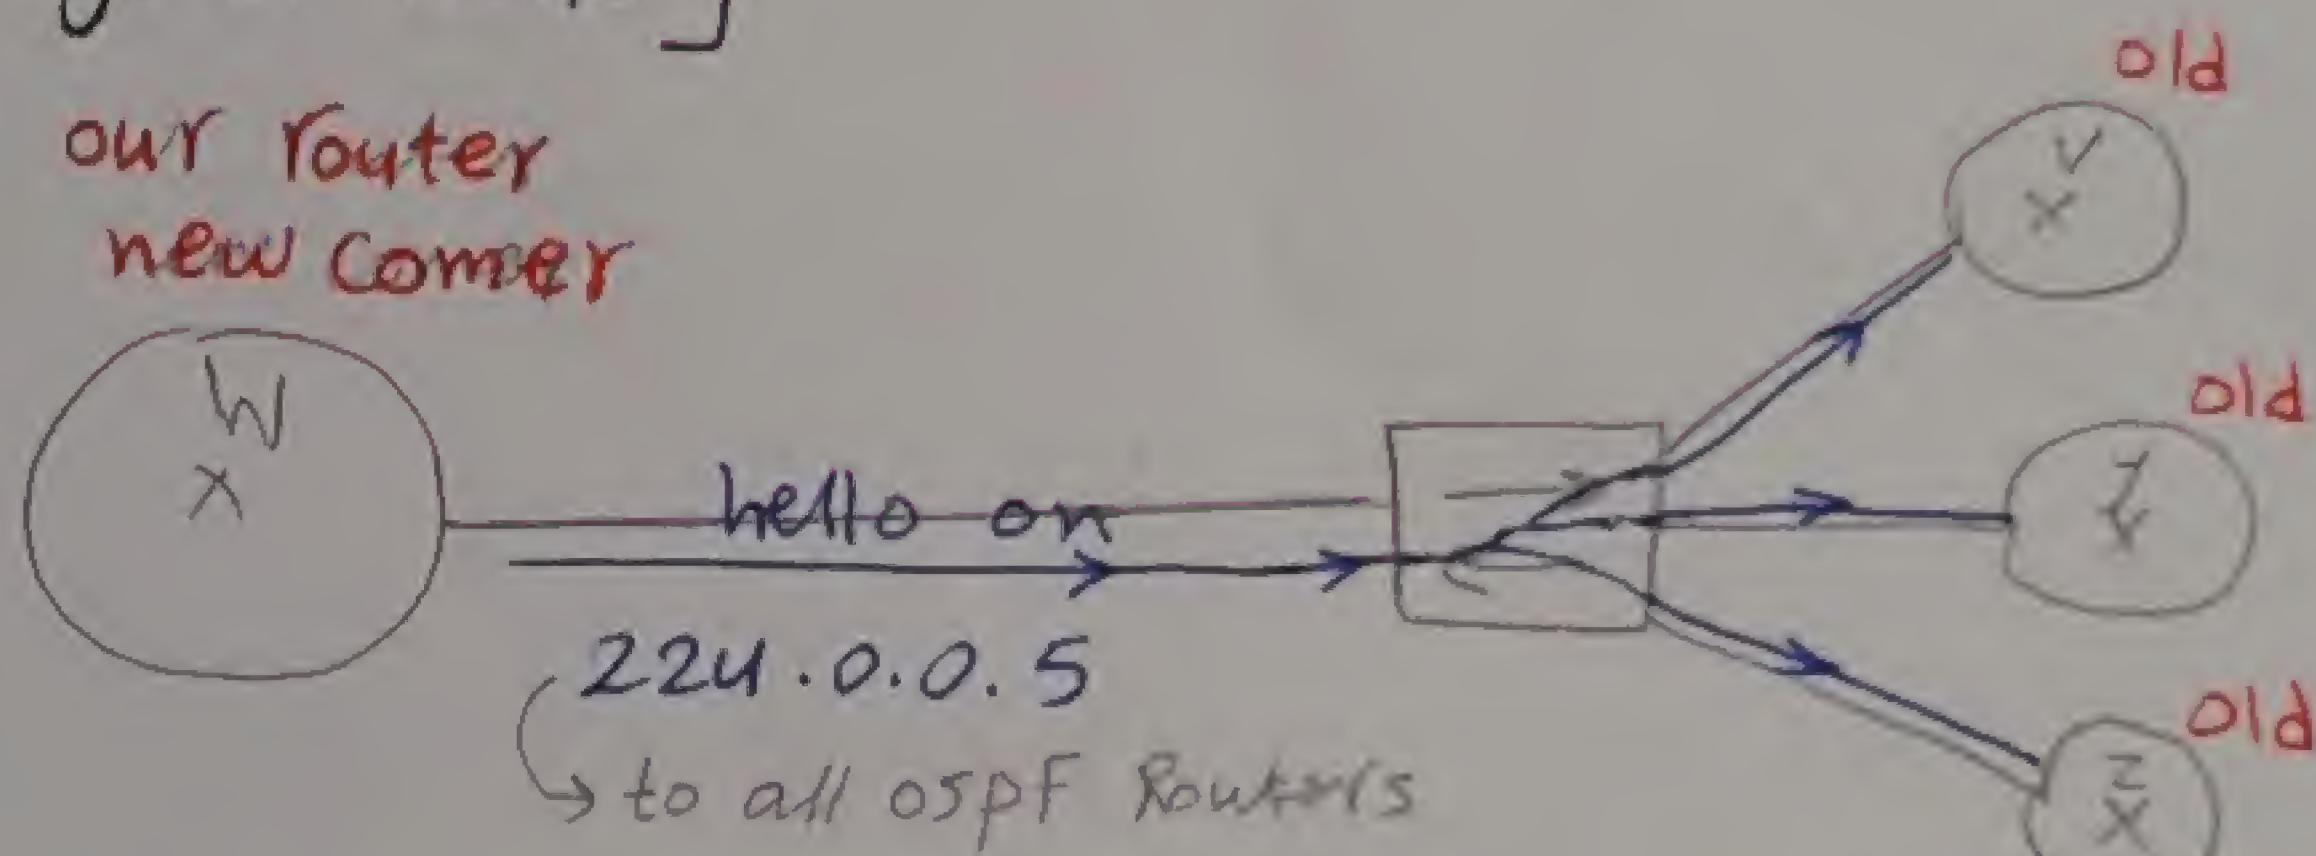 old
our router
new comer
V
X
W
X
old
hello on
224.0.0.5
old
to all OSPF Routers
Z
X